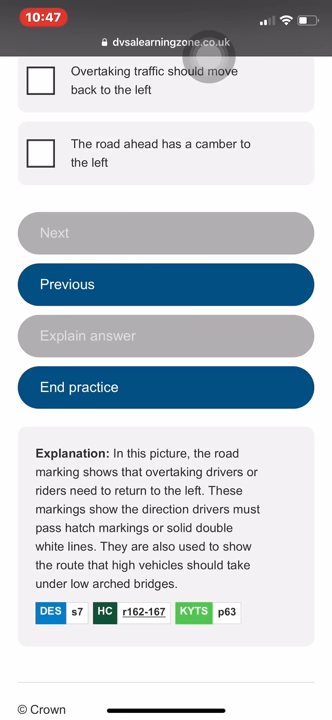 10:47
dvsalearningzone.co.uk
Overtaking traffic should move
back to the left
The road ahead has a camber to
the left
Next
Previous
Explain answer
End practice
Explanation: In this picture, the road
marking shows that overtaking drivers or
riders need to return to the left. These
markings show the direction drivers must
pass hatch markings or solid double
white lines. They are also used to show
the route that high vehicles should take
under low arched bridges.
DES s7 HC r162-167 KYTS p63
© Crown